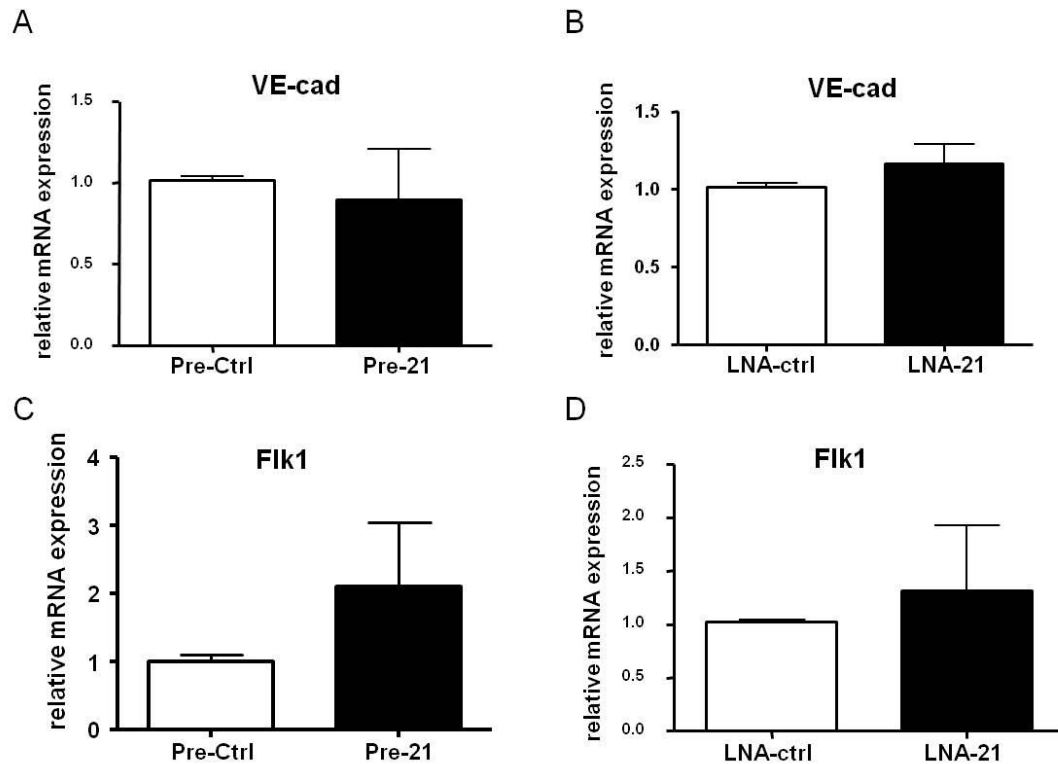 A
VE-cad
relative mRNA expression
1.5
1.0
0.5
0.0
Pre-Ctrl
Pre-21
B
VE-cad
relative mRNA expression
1.5
1.0
0.5
0.0
LNA-ctrl
LNA-21
C
Flk1
relative mRNA expression
4
3
2
1
0
Pre-Ctrl
Pre-21
D
Flk1
relative mRNA expression
2.5
2.0
1.5
1.0
0.5
0.0
LNA-ctrl
LNA-21